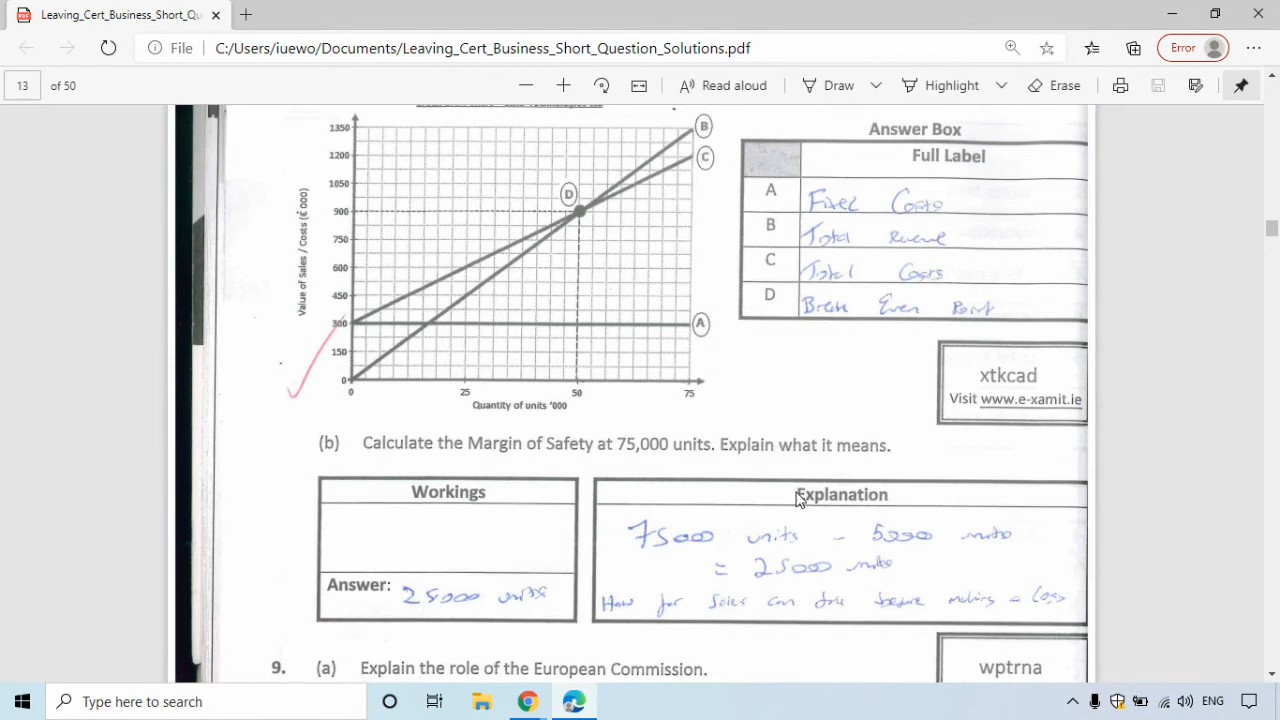 Leaving_Cert_Business_Short_Qu
File
C:/Users/iuewo/Documents/Leaving_Cert_Business_Short_Question_Solutions.pdf
Error
13 of 50
Read aloud
Draw
Highlight
Erase
Answer Box
Full Label
A Fixed Costs
B Total Revenue
C Total Costs
D Break Even Point
Value of Sales / Costs (€ 000)
1350
1200
1050
900
750
600
450
300
150
0
B
C
D
A
0 25 50 75
Quantity of units '000
xtkcad
Visit www.e-xamit.ie
(b) Calculate the Margin of Safety at 75,000 units. Explain what it means.
Workings
Answer: 25000 units
Explanation
75000 units - 50000 units
= 25000 units
How far sales can fall before making a loss
9. (a) Explain the role of the European Commission.
wptrna
Type here to search
ENG